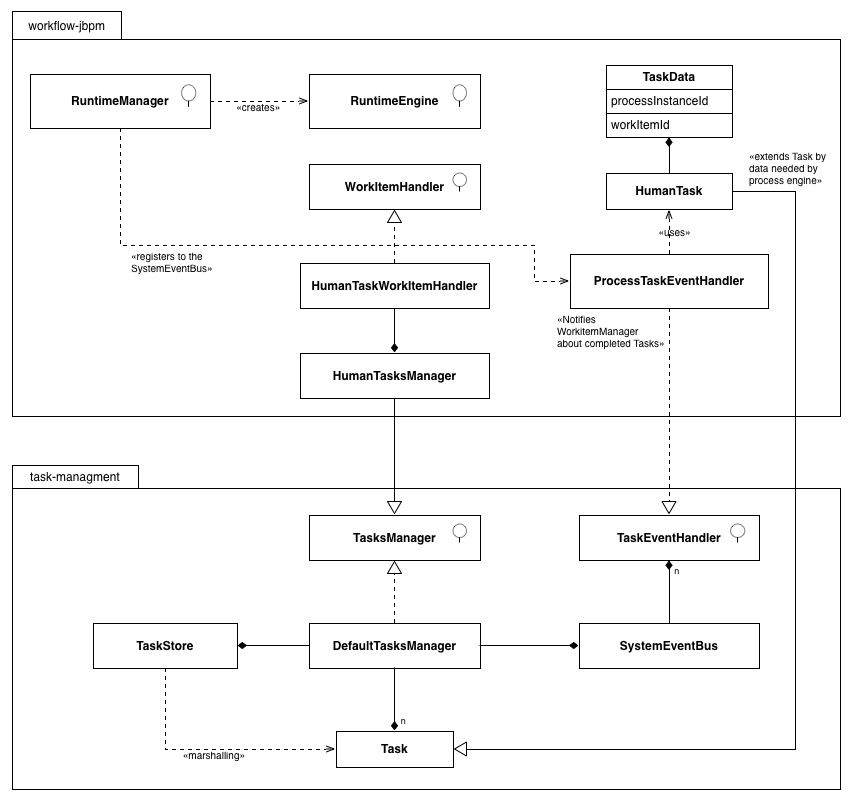 workflow-jbpm
RuntimeManager
«creates»
RuntimeEngine
TaskData
processInstanceId
workItemId
«extends Task by
data needed by
process engine»
WorkItemHandler
HumanTask
«uses»
«registers to the
SystemEventBus»
HumanTaskWorkItemHandler
ProcessTaskEventHandler
«Notifies
WorkitemManager
about completed Tasks»
HumanTasksManager
task-managment
TasksManager
TaskEventHandler
n
TaskStore
DefaultTasksManager
SystemEventBus
n
«marshalling»
Task